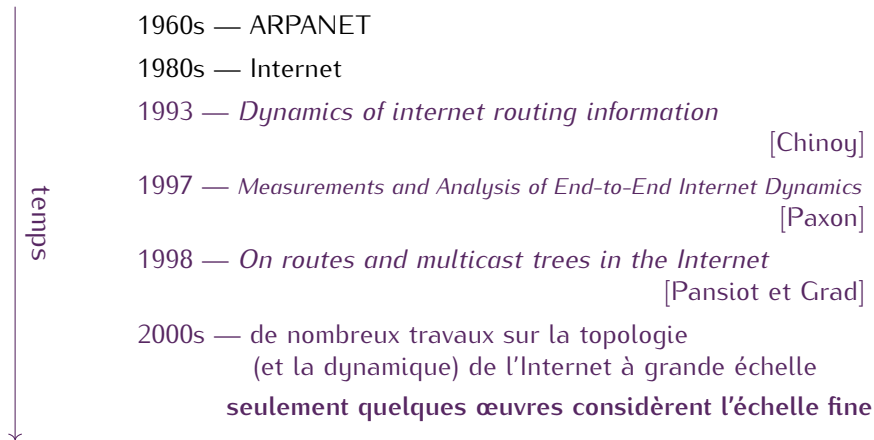 1960s — ARPANET
1980s — Internet
1993 — Dynamics of internet routing information
[Chinoy]
1997 — Measurements and Analysis of End-to-End Internet Dynamics
[Paxon]
1998 — On routes and multicast trees in the Internet
[Pansiot et Grad]
2000s — de nombreux travaux sur la topologie
(et la dynamique) de l'Internet à grande échelle
seulement quelques œuvres considèrent l'échelle fine
temps